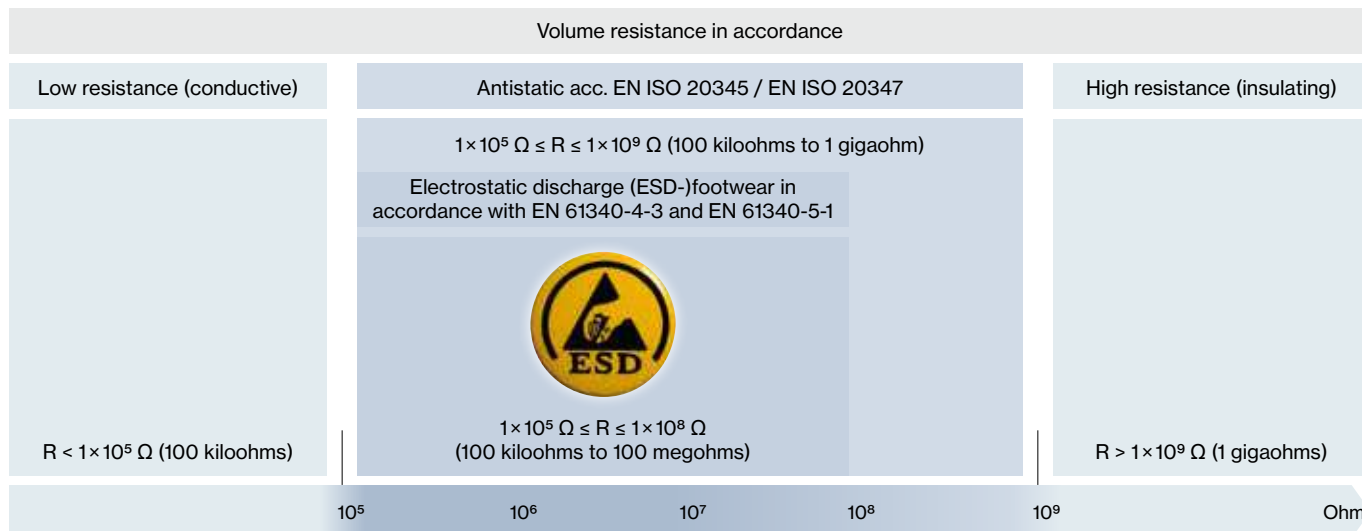 Volume resistance in accordance
Low resistance (conductive)
Antistatic acc. EN ISO 20345 / EN ISO 20347
High resistance (insulating)
1×10⁵ Ω ≤ R ≤ 1×10⁹ Ω (100 kiloohms to 1 gigaohm)
Electrostatic discharge (ESD-)footwear in
accordance with EN 61340-4-3 and EN 61340-5-1
ESD
1×10⁵ Ω ≤ R ≤ 1×10⁸ Ω
(100 kiloohms to 100 megohms)
R < 1×10⁵ Ω (100 kiloohms)
R > 1×10⁹ Ω (1 gigaohms)
10⁵ 10⁶ 10⁷ 10⁸ 10⁹ Ohm